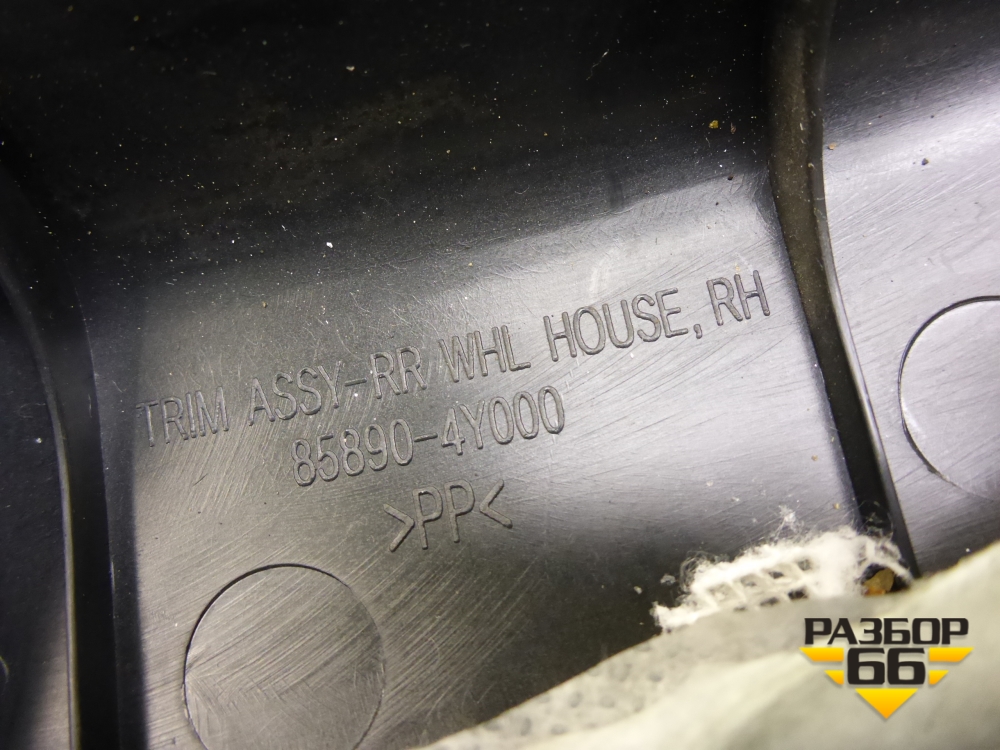 TRIM ASSY-RR WHL HOUSE, RH
85890-4Y000
>PP<
РАЗБОР
66